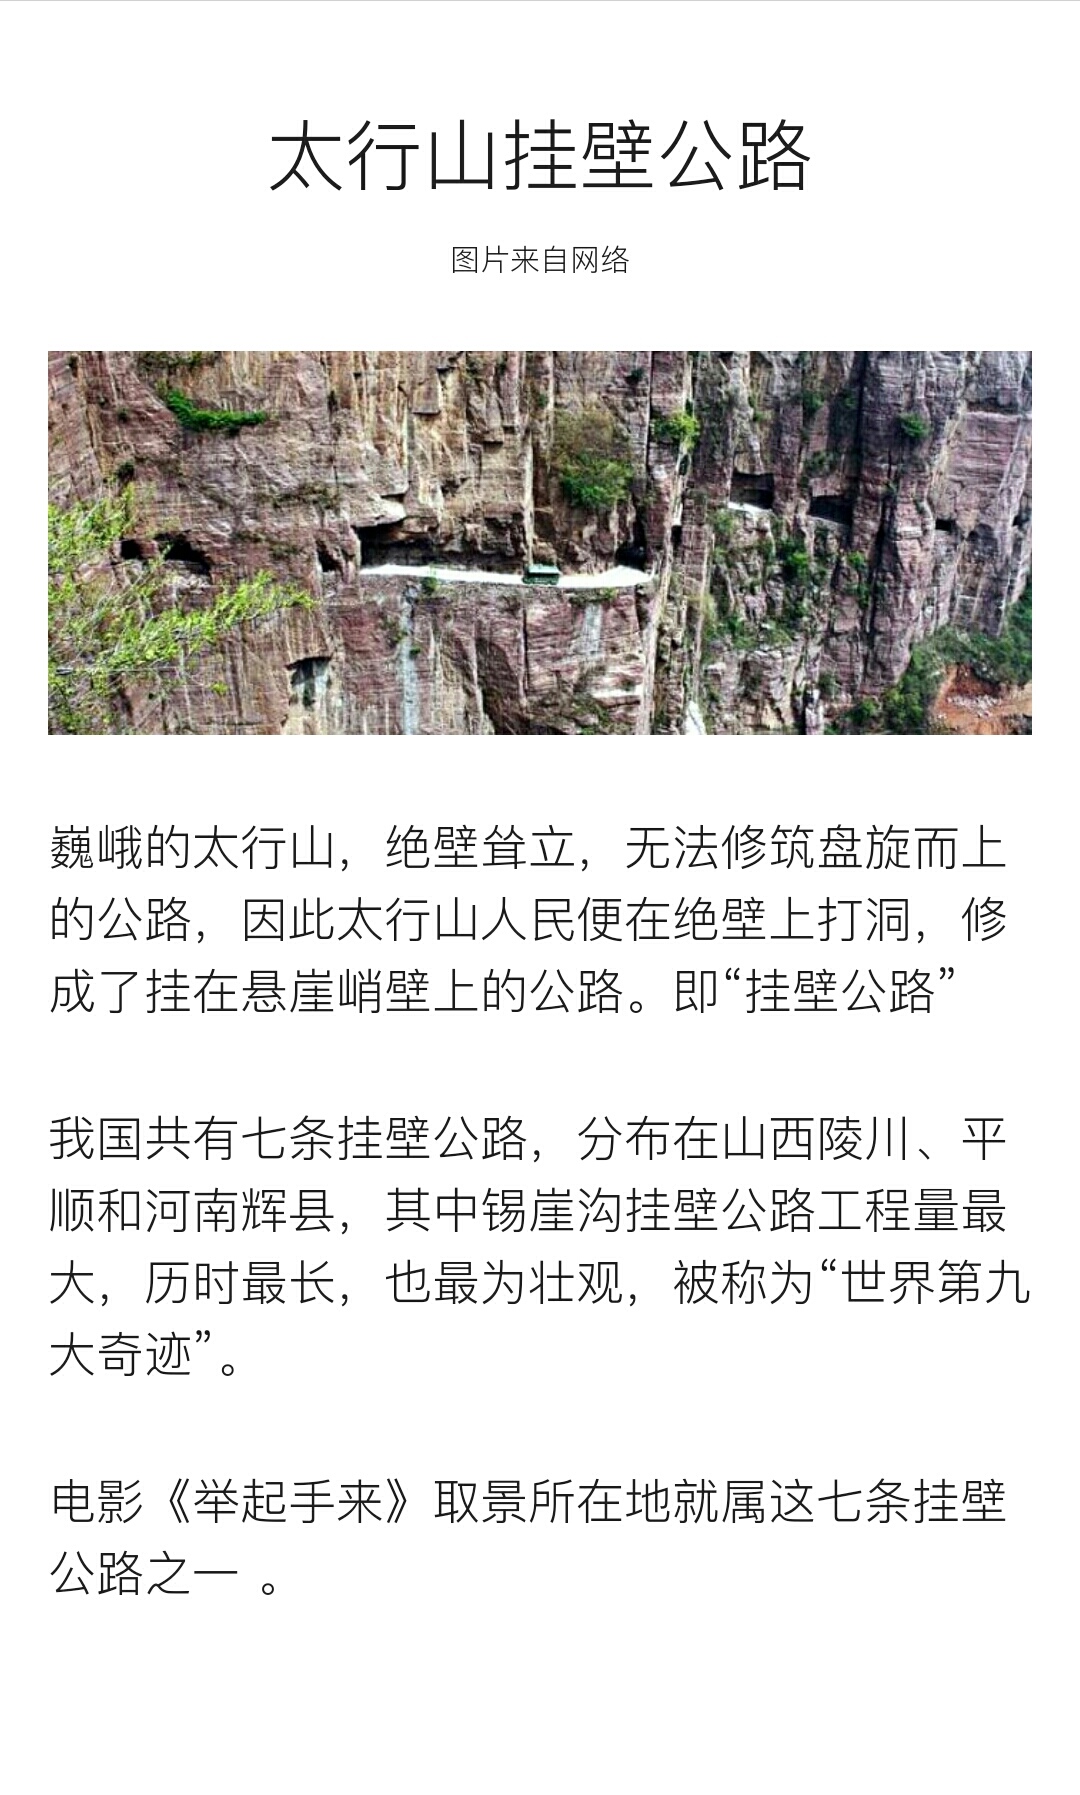 太行山挂壁公路
图片来自网络
巍峨的太行山，绝壁耸立，无法修筑盘旋而上
的公路，因此太行山人民便在绝壁上打洞，修
成了挂在悬崖峭壁上的公路。即“挂壁公路”
我国共有七条挂壁公路，分布在山西陵川、平
顺和河南辉县，其中锡崖沟挂壁公路工程量最
大，历时最长，也最为壮观，被称为“世界第九
大奇迹”。
电影《举起手来》取景所在地就属这七条挂壁
公路之一 。